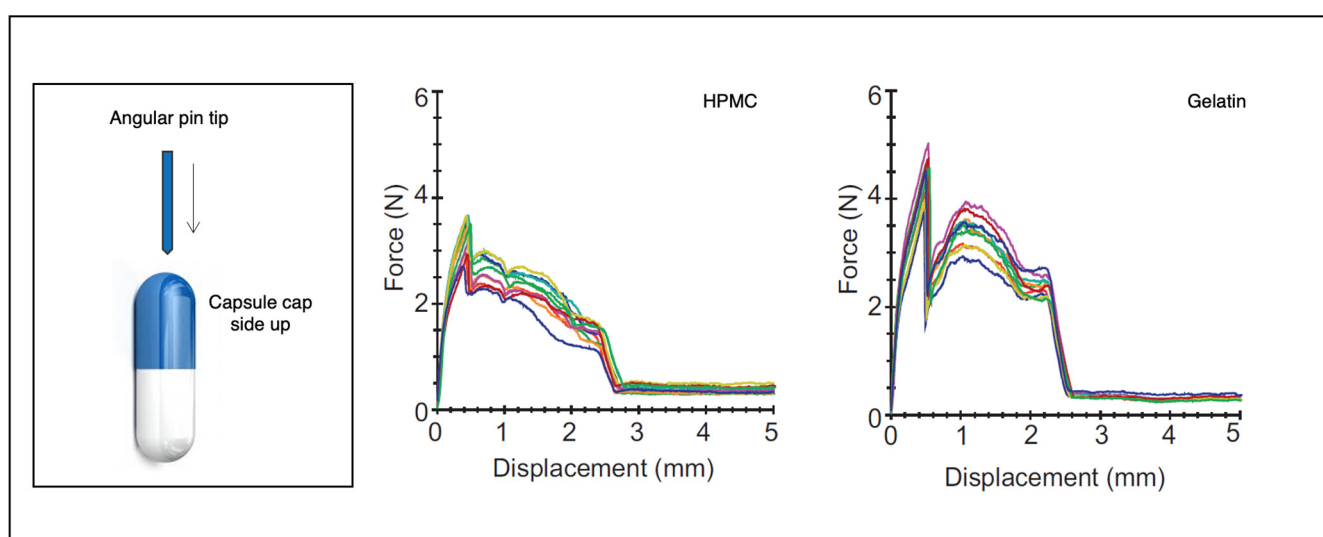 Angular pin tip
Capsule cap
side up
HPMC
Force (N)
6
4
2
0
0 1 2 3 4 5
Displacement (mm)
Gelatin
Force (N)
6
4
2
0
0 1 2 3 4 5
Displacement (mm)